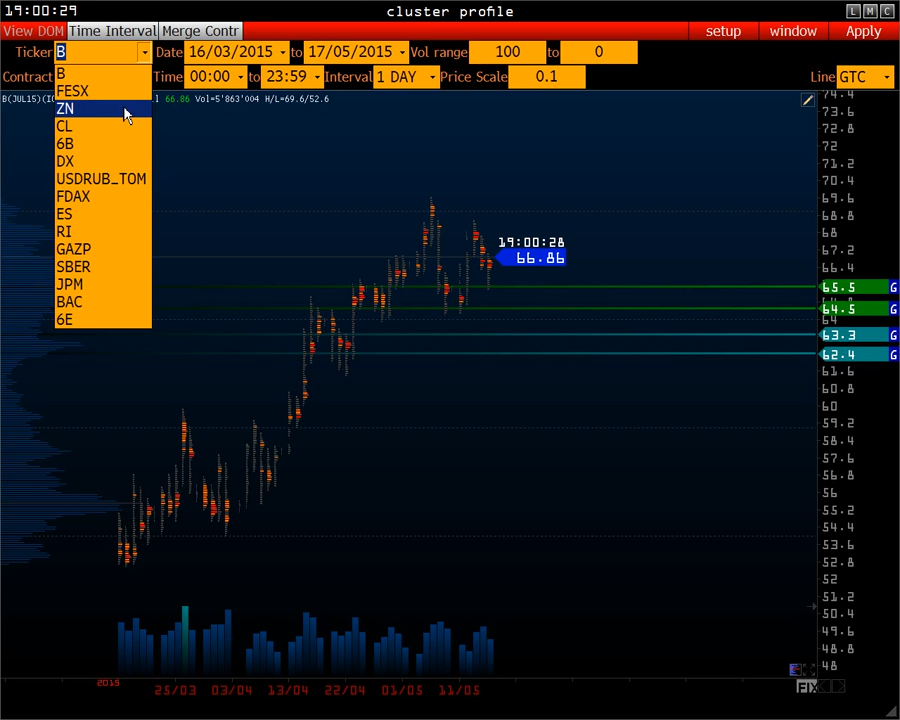 19:00:29
cluster profile
L M C
View DOM Time Interval Merge Contr
setup window Apply
Ticker B Date 16/03/2015 to 17/05/2015 Vol range 100 to 0
Contract Time 00:00 to 23:59 Interval 1 DAY Price Scale 0.1 Line GTC
B
FESX
ZN
CL
6B
DX
USDRUB_TOM
FDAX
ES
RI
GAZP
SBER
JPM
BAC
6E
B(JUL15)(I .] 66.86 Vol=5'863'004 H/L=69.6/52.6
19:00:28
66.86
74.4
73.6
72.8
72
71.2
70.4
69.6
68.8
68
67.2
66.4
65.5 G
64.5 G
64
63.3 G
62.4 G
61.6
60.8
60
59.2
58.4
57.6
56.8
56
55.2
54.4
53.6
52.8
52
51.2
50.4
49.6
48.8
48
25/03 03/04 13/04 22/04 01/05 11/05
FIX